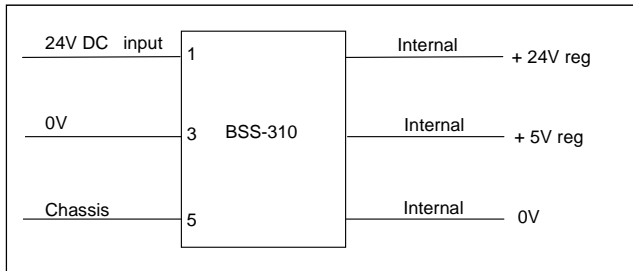 24V DC input
1
Internal
+ 24V reg
0V
3
BSS-310
Internal
+ 5V reg
Chassis
5
Internal
0V